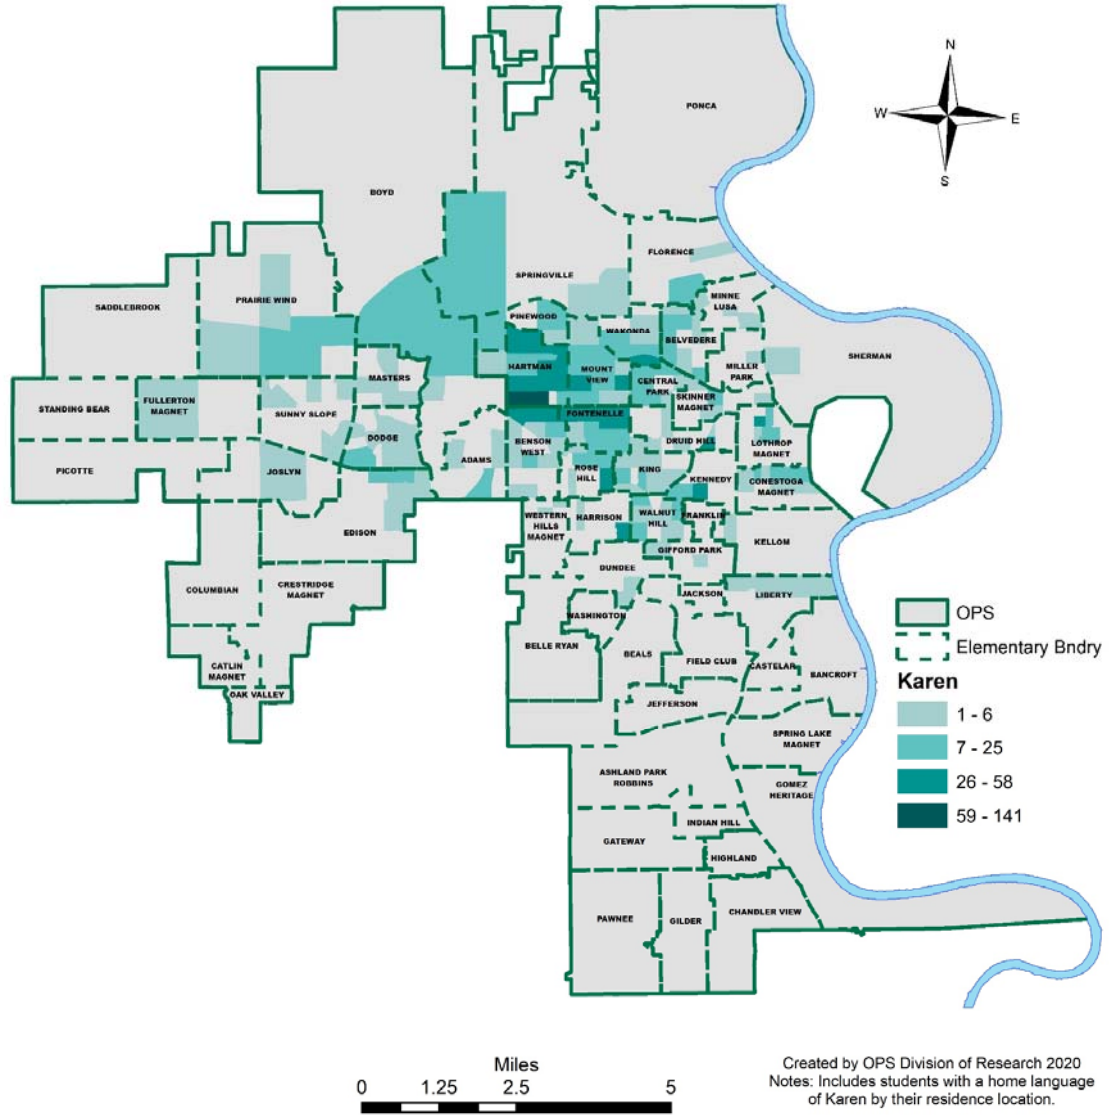 N
W
E
S
PONCA
BOYD
FLORENCE
SPRINGVILLE
SADDLEBROOK
PRAIRIE WIND
MINNE
LUSA
PINEWOOD
WAKONDA
BELVEDERE
SHERMAN
HARTMAN
MOUNT
VIEW
MILLER
PARK
MASTERS
CENTRAL
PARK
SKINNER
MAGNET
STANDING BEAR
FULLERTON
MAGNET
SUNNY SLOPE
FONTENELLE
DODGE
BENSON
WEST
DRUID HILL
LOTHROP
MAGNET
PICOTTE
JOSLYN
ADAMS
ROSE
HILL
KING
KENNEDY
CONESTOGA
MAGNET
WESTERN
HILLS
MAGNET
HARRISON
WALNUT
HILL
FRANKLIN
EDISON
KELLOM
GIFFORD PARK
DUNDEE
COLUMBIAN
CRESTRIDGE
MAGNET
JACKSON
LIBERTY
WASHINGTON
BELLE RYAN
BEALS
FIELD CLUB
CASTELAR
BANCROFT
CATLIN
MAGNET
OAK VALLEY
JEFFERSON
SPRING LAKE
MAGNET
ASHLAND PARK
ROBBINS
GOMEZ
HERITAGE
INDIAN HILL
GATEWAY
HIGHLAND
PAWNEE
GILDER
CHANDLER VIEW
OPS
Elementary Bndry
Karen
1 - 6
7 - 25
26 - 58
59 - 141
Miles
0 1.25 2.5 5
Created by OPS Division of Research 2020
Notes: Includes students with a home language
of Karen by their residence location.